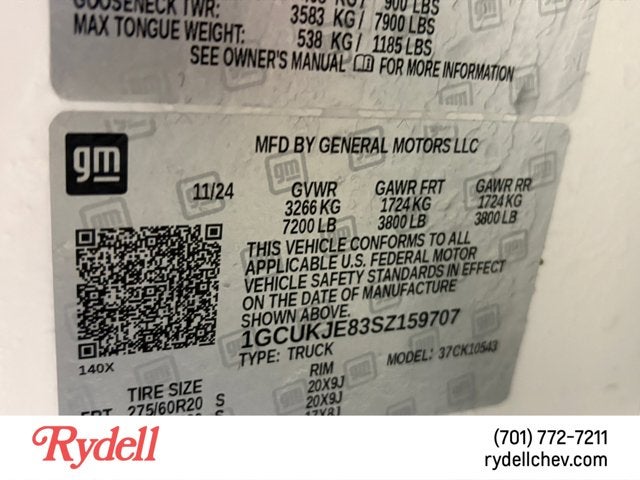 GOOSENECK TWR: 3583 KG / 7900 LBS
MAX TONGUE WEIGHT: 538 KG / 1185 LBS
SEE OWNER'S MANUAL FOR MORE INFORMATION
gm
MFD BY GENERAL MOTORS LLC
11/24 GVWR GAWR FRT GAWR RR
3266 KG 1724 KG 1724 KG
7200 LB 3800 LB 3800 LB
THIS VEHICLE CONFORMS TO ALL
APPLICABLE U.S. FEDERAL MOTOR
VEHICLE SAFETY STANDARDS IN EFFECT
ON THE DATE OF MANUFACTURE
SHOWN ABOVE.
1GCUKJE83SZ159707
TYPE: TRUCK MODEL: 37CK10543
140X
TIRE SIZE RIM
20X9J
FRT 275/60R20 S 20X9J
17X8J
Rydell
(701) 772-7211
rydellchev.com